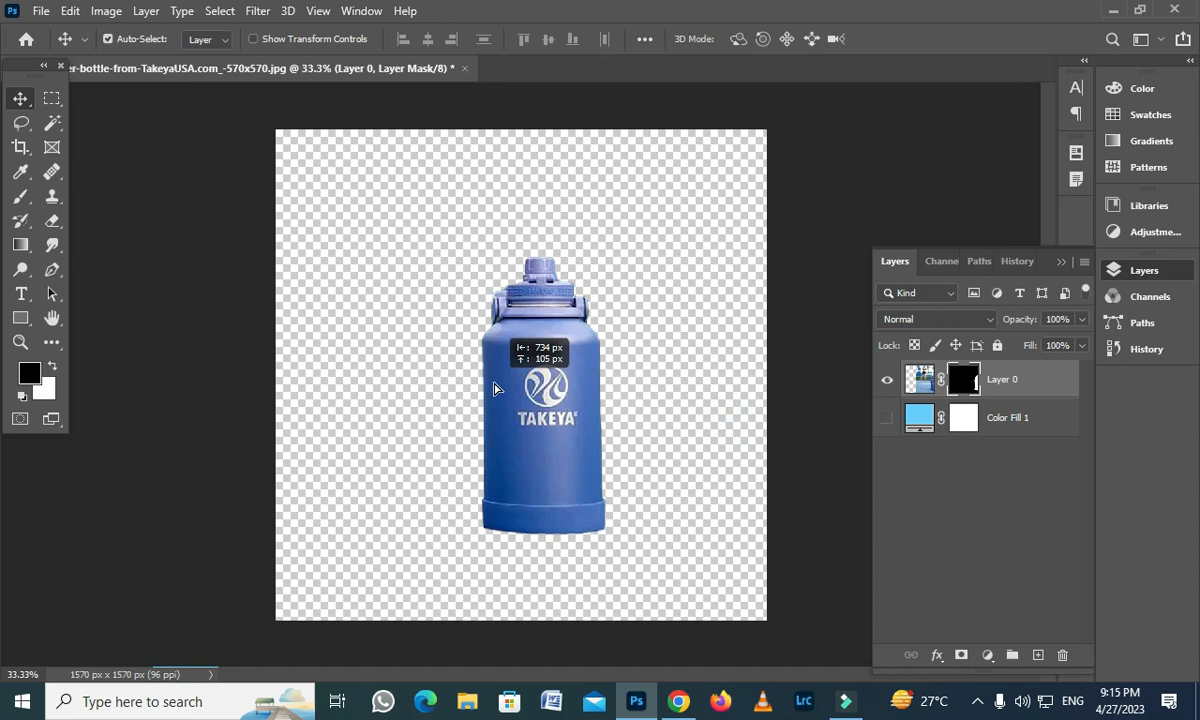 Ps File Edit Image Layer Type Select Filter 3D View Window Help
Auto-Select: Layer Show Transform Controls 3D Mode:
er-bottle-from-TakeyaUSA.com_-570x570.jpg @ 33.3% (Layer 0, Layer Mask/8) *
Color
Swatches
Gradients
Patterns
Libraries
Adjustme...
Layers
Channels
Paths
History
Layers Channe Paths History
Kind
Normal Opacity: 100%
Lock: Fill: 100%
Layer 0
Color Fill 1
fx
734 px
105 px
TAKEYA
33.33% 1570 px x 1570 px (96 ppi)
Type here to search
Ps
Lrc
27°C
ENG
9:15 PM
4/27/2023